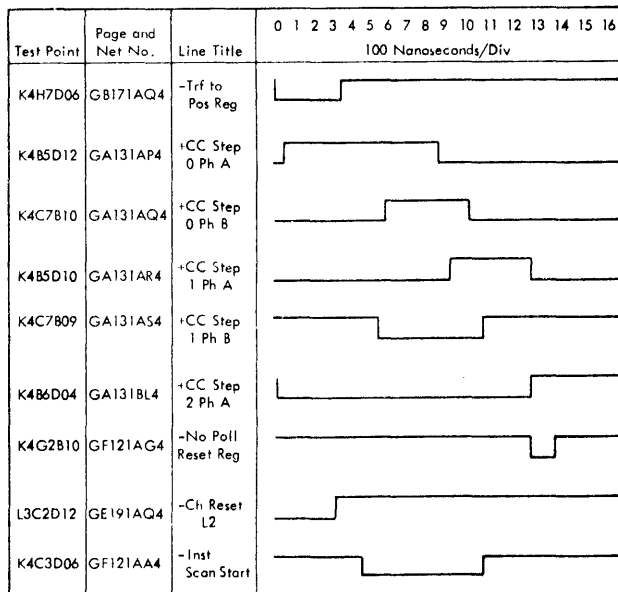 Test Point Page and Net No. Line Title 0 1 2 3 4 5 6 7 8 9 10 11 12 13 14 15 16
100 Nanoseconds/Div
K4H7D06 GB171AQ4 -Trf to Pos Reg
K4B5D12 GA131AP4 +CC Step 0 Ph A
K4C7B10 GA131AQ4 +CC Step 0 Ph B
K4B5D10 GA131AR4 +CC Step 1 Ph A
K4C7B09 GA131AS4 +CC Step 1 Ph B
K4B6D04 GA131BL4 +CC Step 2 Ph A
K4G2B10 GF121AG4 -No Poll Reset Reg
L3C2D12 GE191AQ4 -Ch Reset L2
K4C3D06 GF121AA4 -Inst Scan Start